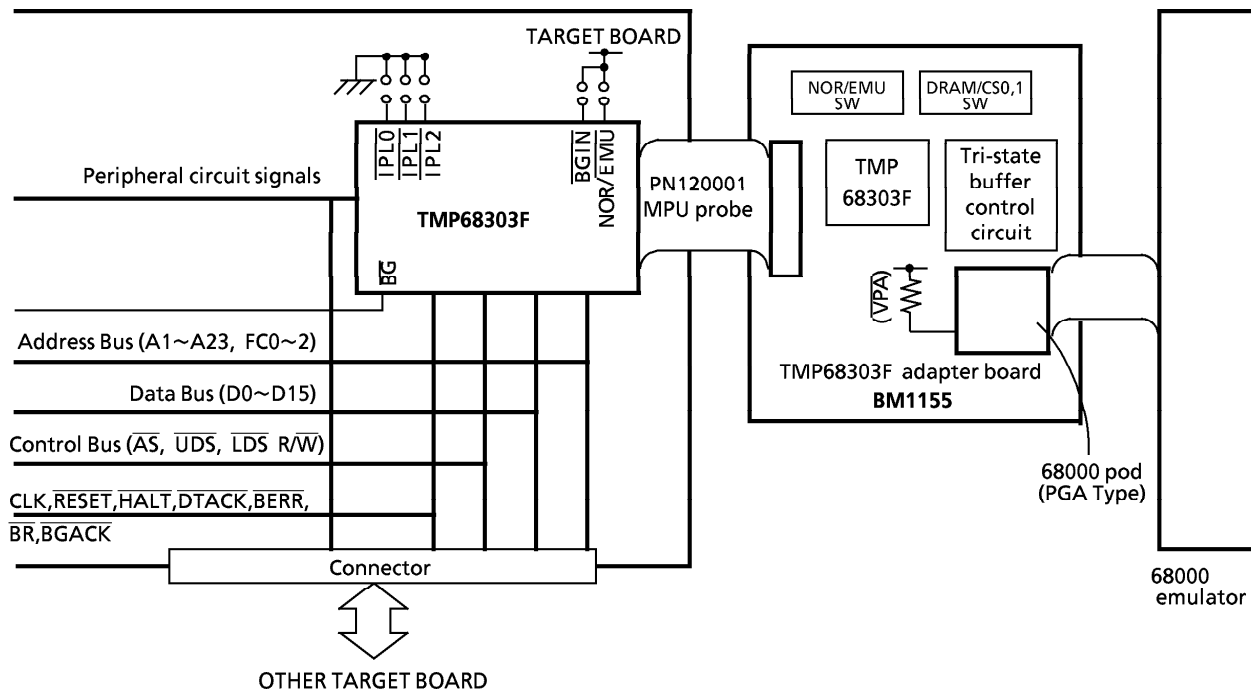 TARGET BOARD
IPL0
IPL1
IPL2
BGIN
NOR/EMU
Peripheral circuit signals
TMP68303F
BG
Address Bus (A1~A23, FC0~2)
Data Bus (D0~D15)
Control Bus (AS, UDS, LDS R/W)
CLK,RESET,HALT,DTACK,BERR,
BR,BGACK
Connector
OTHER TARGET BOARD
PN120001
MPU probe
NOR/EMU
SW
DRAM/CS0,1
SW
TMP
68303F
Tri-state
buffer
control
circuit
(VPA)
TMP68303F adapter board
BM1155
68000 pod
(PGA Type)
68000
emulator